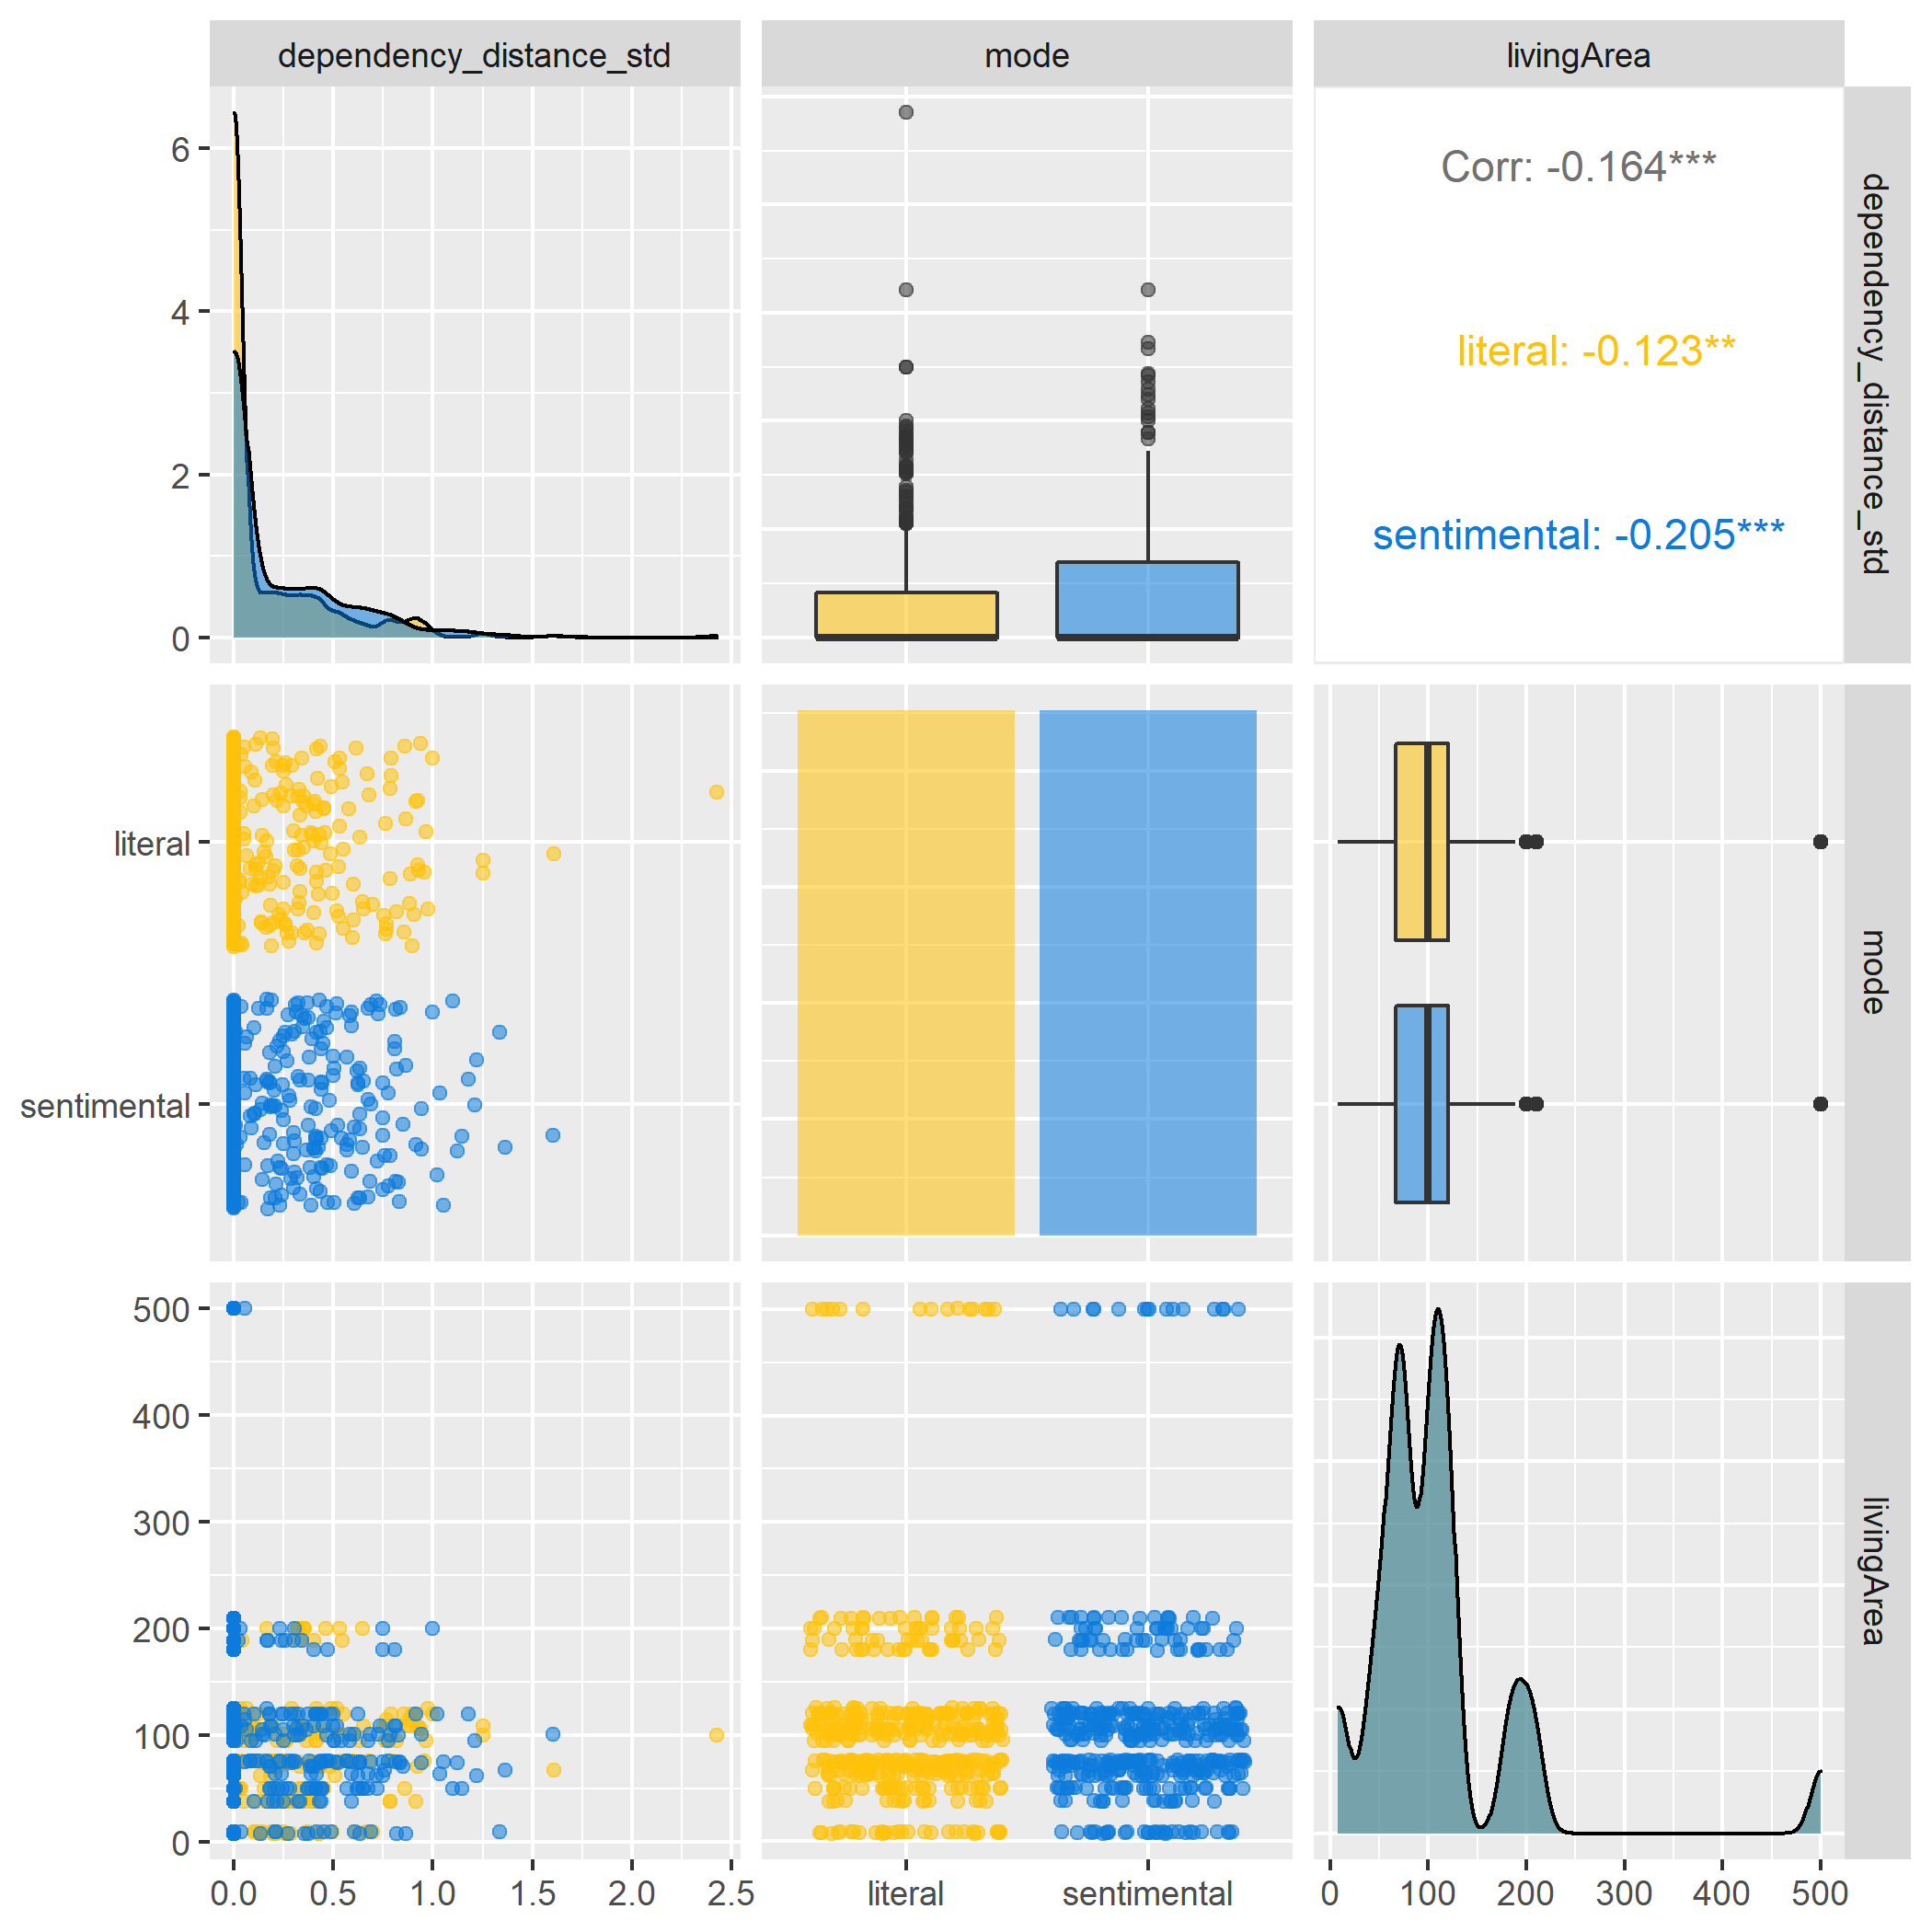 dependency_distance_std
mode
livingArea
6
4
2
0
Corr: -0.164***
literal: -0.123**
sentimental: -0.205***
dependency_distance_std
literal
sentimental
mode
500
400
300
200
100
0
livingArea
0.0 0.5 1.0 1.5 2.0 2.5
literal sentimental
0 100 200 300 400 500